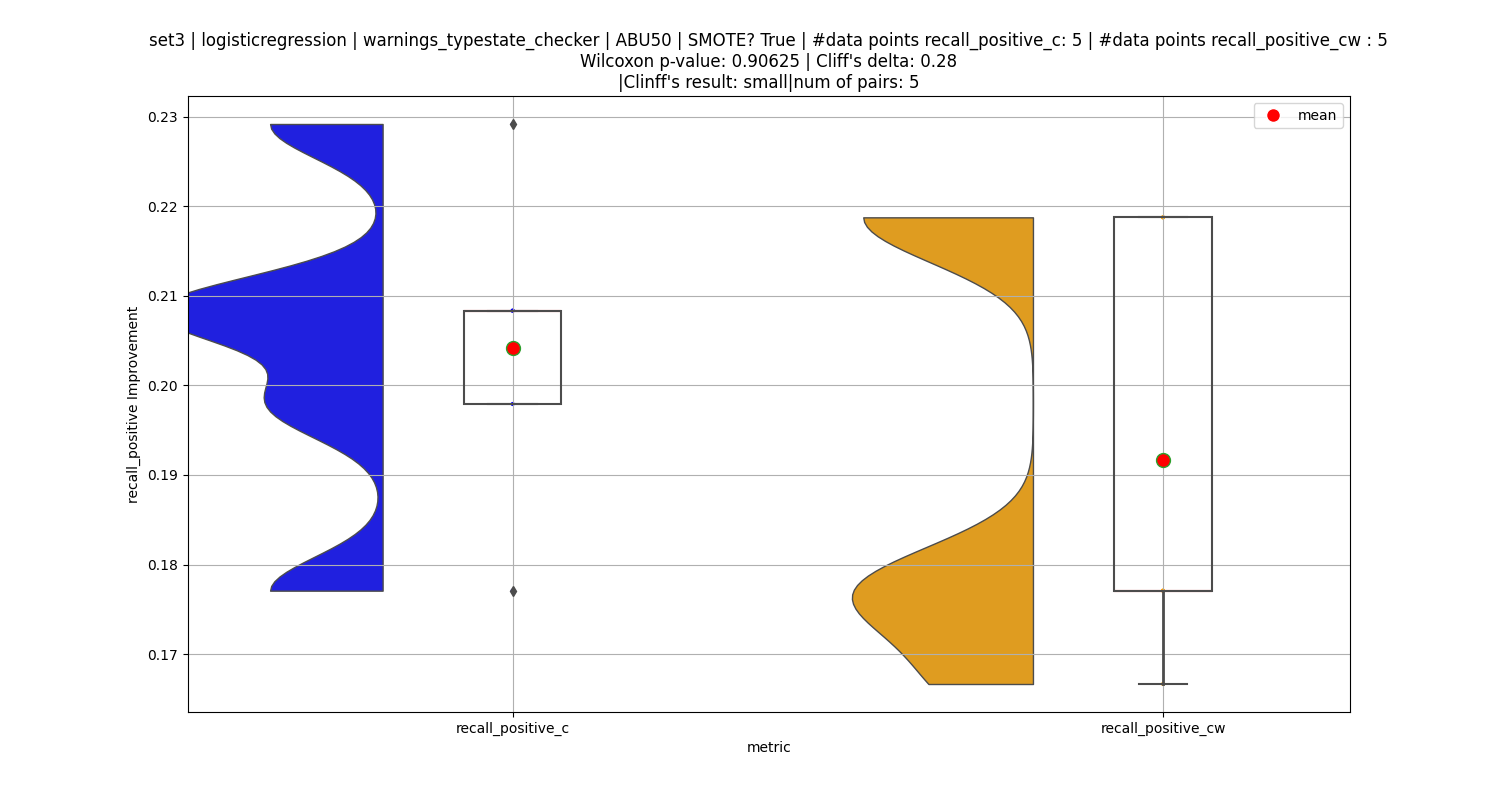 set3 | logisticregression | warnings_typestate_checker | ABU50 | SMOTE? True | #data points recall_positive_c: 5 | #data points recall_positive_cw : 5
Wilcoxon p-value: 0.90625 | Cliff's delta: 0.28
|Clinff's result: small|num of pairs: 5
mean
recall_positive Improvement
0.23
0.22
0.21
0.20
0.19
0.18
0.17
recall_positive_c
recall_positive_cw
metric